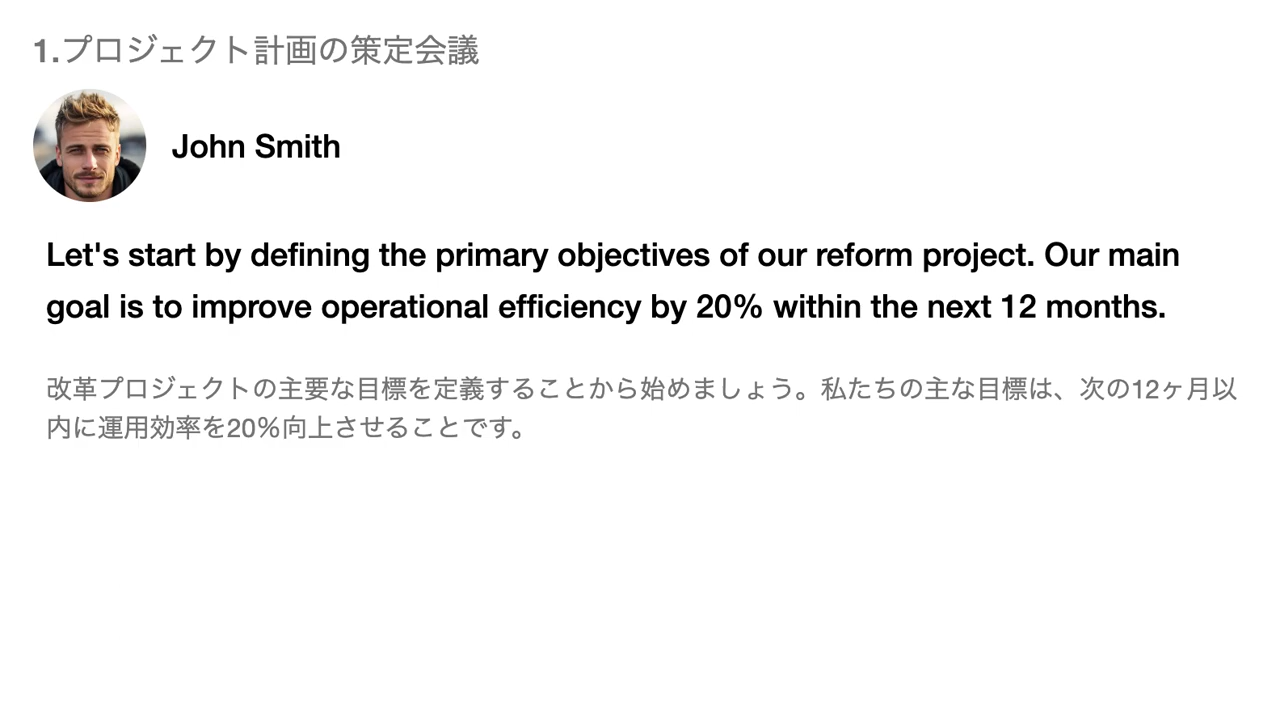 1.プロジェクト計画の策定会議
John Smith
Let's start by defining the primary objectives of our reform project. Our main
goal is to improve operational efficiency by 20% within the next 12 months.
改革プロジェクトの主要な目標を定義することから始めましょう。私たちの主な目標は、次の12ヶ月以
内に運用効率を20%向上させることです。